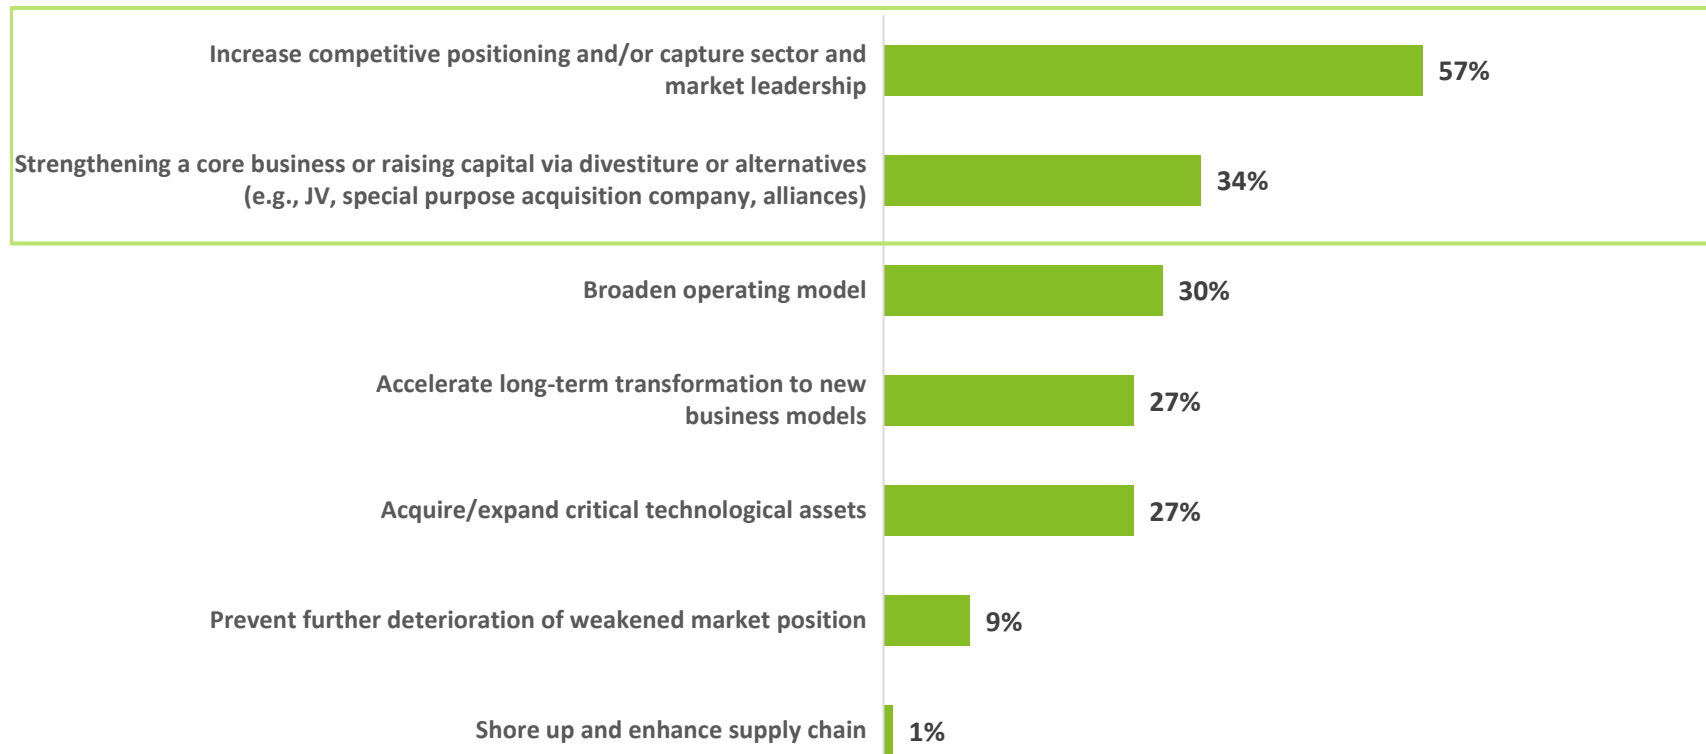 Increase competitive positioning and/or capture sector and
market leadership
57%
Strengthening a core business or raising capital via divestiture or alternatives
(e.g., JV, special purpose acquisition company, alliances)
34%
Broaden operating model
30%
Accelerate long-term transformation to new
business models
27%
Acquire/expand critical technological assets
27%
Prevent further deterioration of weakened market position
9%
Shore up and enhance supply chain
1%